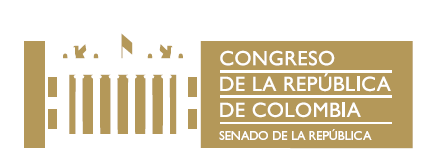 CONGRESO
DE LA REPÚBLICA
DE COLOMBIA
SENADO DE LA REPÚBLICA